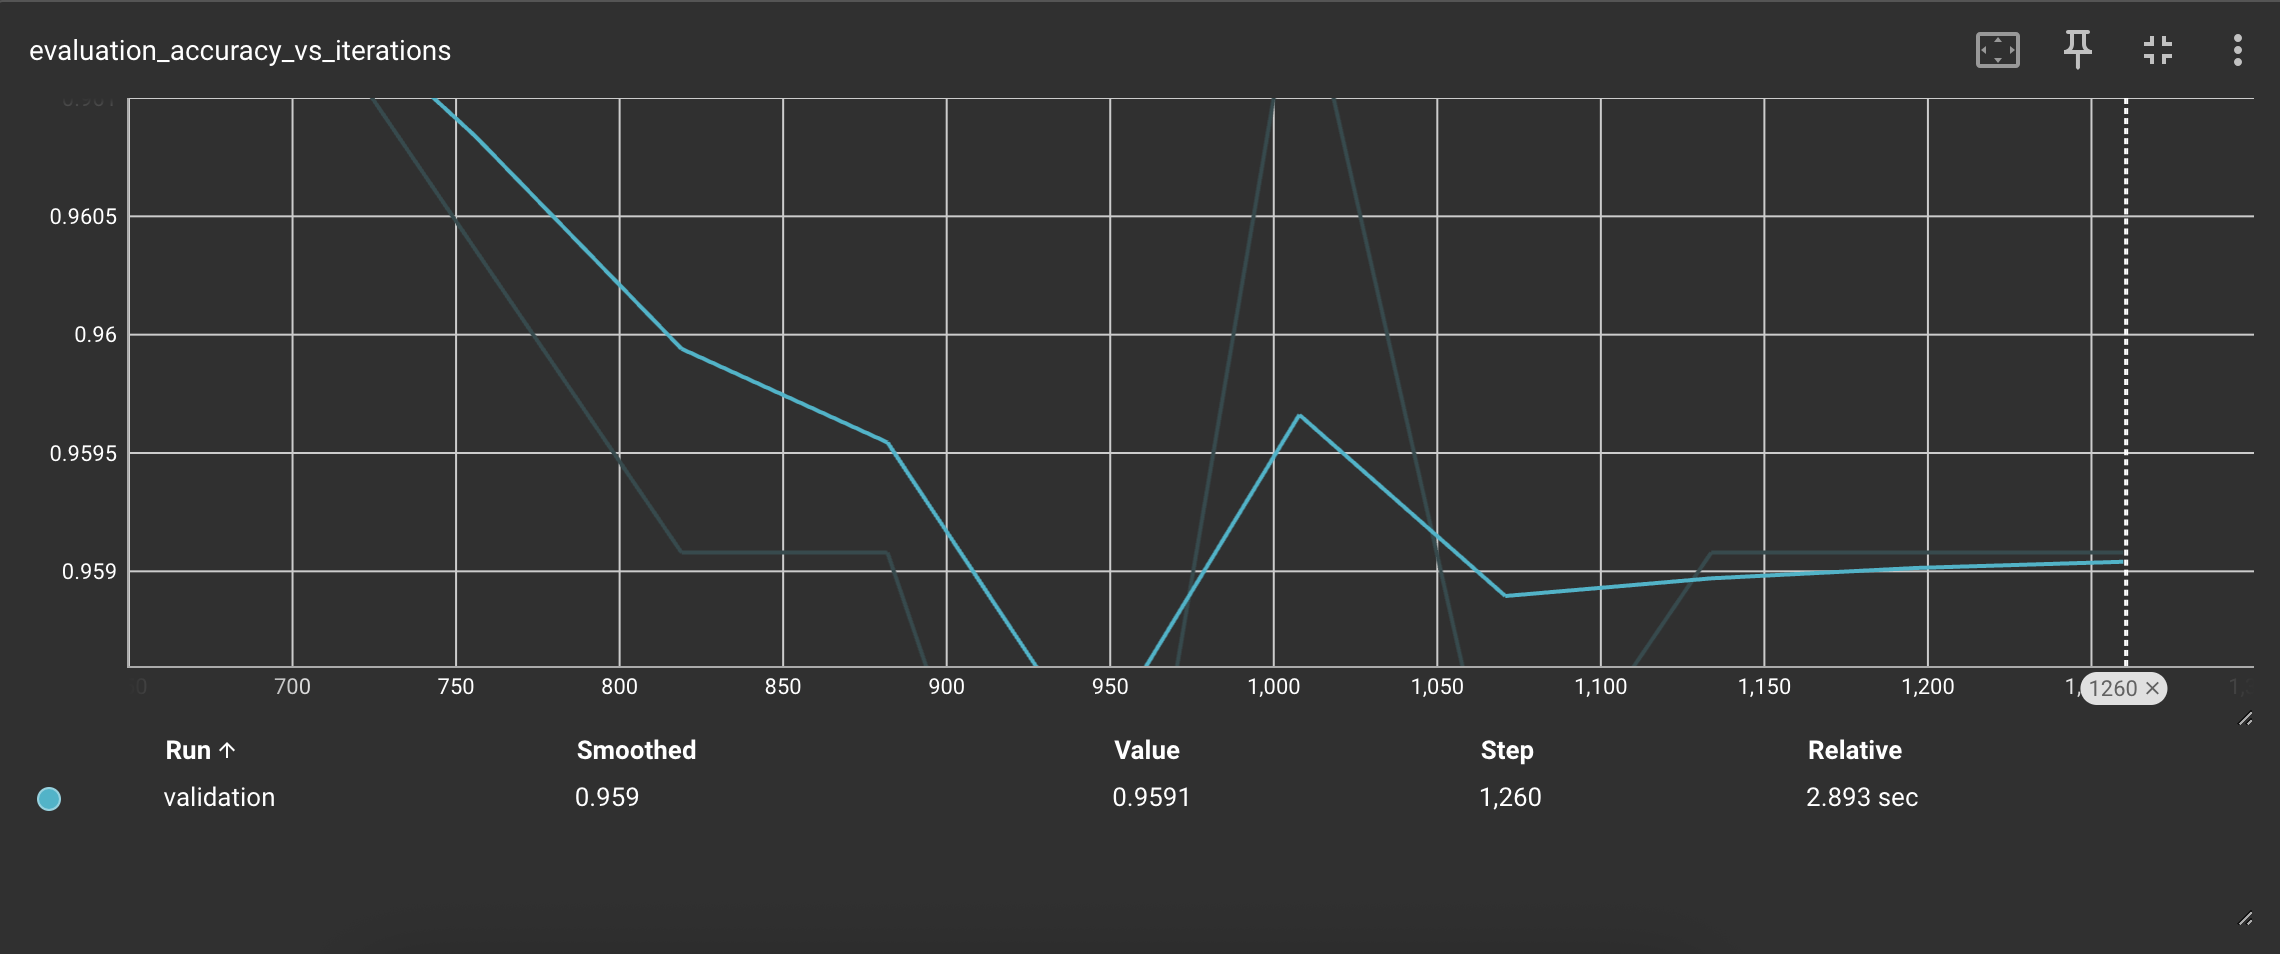 evaluation_accuracy_vs_iterations
0.9605
0.96
0.9595
0.959
700 750 800 850 900 950 1,000 1,050 1,100 1,150 1,200 1260
Run Smoothed Value Step Relative
validation 0.959 0.9591 1,260 2.893 sec